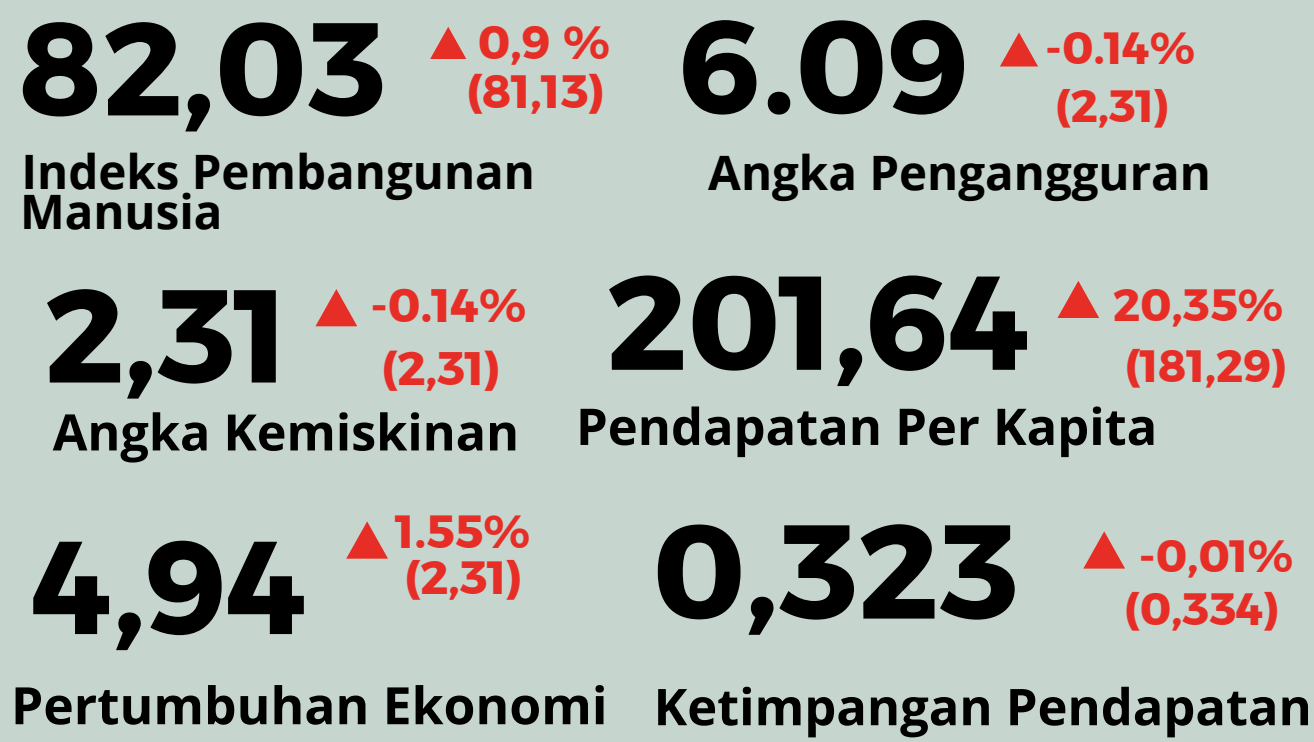 82,03
▲ 0,9 %
(81,13)
Indeks Pembangunan
Manusia
6.09
▲ -0.14%
(2,31)
Angka Pengangguran
2,31
▲ -0.14%
(2,31)
Angka Kemiskinan
201,64
▲ 20,35%
(181,29)
Pendapatan Per Kapita
4,94
▲ 1.55%
(2,31)
Pertumbuhan Ekonomi
0,323
▲ -0,01%
(0,334)
Ketimpangan Pendapatan